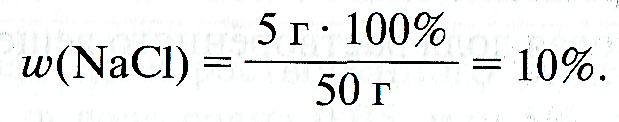 w(NaCl) = 5 г · 100% / 50 г = 10%.